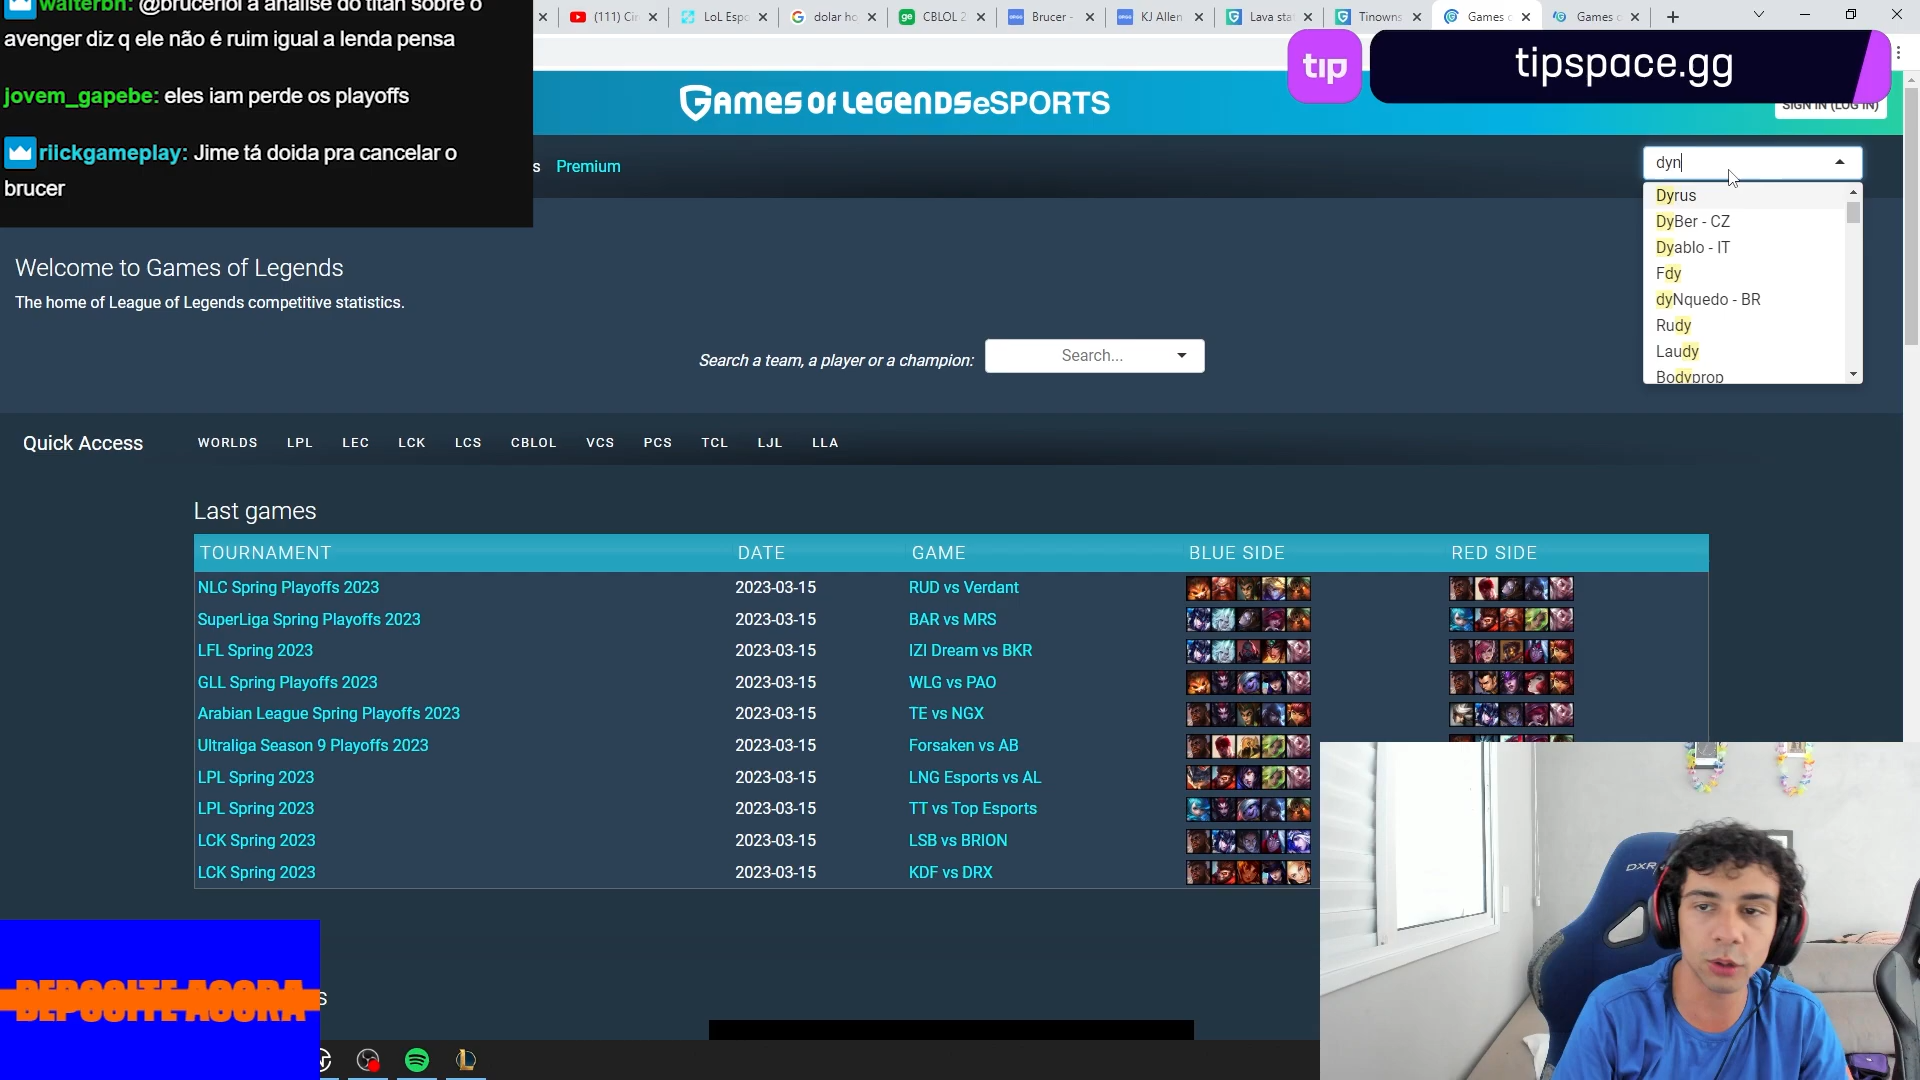 walterbn: @brucerlol a analise do titan sobre o
avenger diz q ele não é ruim igual a lenda pensa
jovem_gapebe: eles iam perde os playoffs
riickgameplay: Jime tá doida pra cancelar o
brucer
(111) Ci
LoL Esp
dolar h
CBLOL 2
Brucer -
KJ Allen
Lava sta
Tinowns
Games
Games
tip
tipspace.gg
GAMES OF LEGENDS eSPORTS
SIGN IN (LOG IN)
s Premium
dyn
Dyrus
DyBer - CZ
Dyablo - IT
Fdy
dyNquedo - BR
Rudy
Laudy
Bodyprop
Welcome to Games of Legends
The home of League of Legends competitive statistics.
Search a team, a player or a champion: Search...
Quick Access WORLDS LPL LEC LCK LCS CBLOL VCS PCS TCL LJL LLA
Last games
TOURNAMENT DATE GAME BLUE SIDE RED SIDE
NLC Spring Playoffs 2023 2023-03-15 RUD vs Verdant
SuperLiga Spring Playoffs 2023 2023-03-15 BAR vs MRS
LFL Spring 2023 2023-03-15 IZI Dream vs BKR
GLL Spring Playoffs 2023 2023-03-15 WLG vs PAO
Arabian League Spring Playoffs 2023 2023-03-15 TE vs NGX
Ultraliga Season 9 Playoffs 2023 2023-03-15 Forsaken vs AB
LPL Spring 2023 2023-03-15 LNG Esports vs AL
LPL Spring 2023 2023-03-15 TT vs Top Esports
LCK Spring 2023 2023-03-15 LSB vs BRION
LCK Spring 2023 2023-03-15 KDF vs DRX
DEPOSITE AGORA
s
DXR